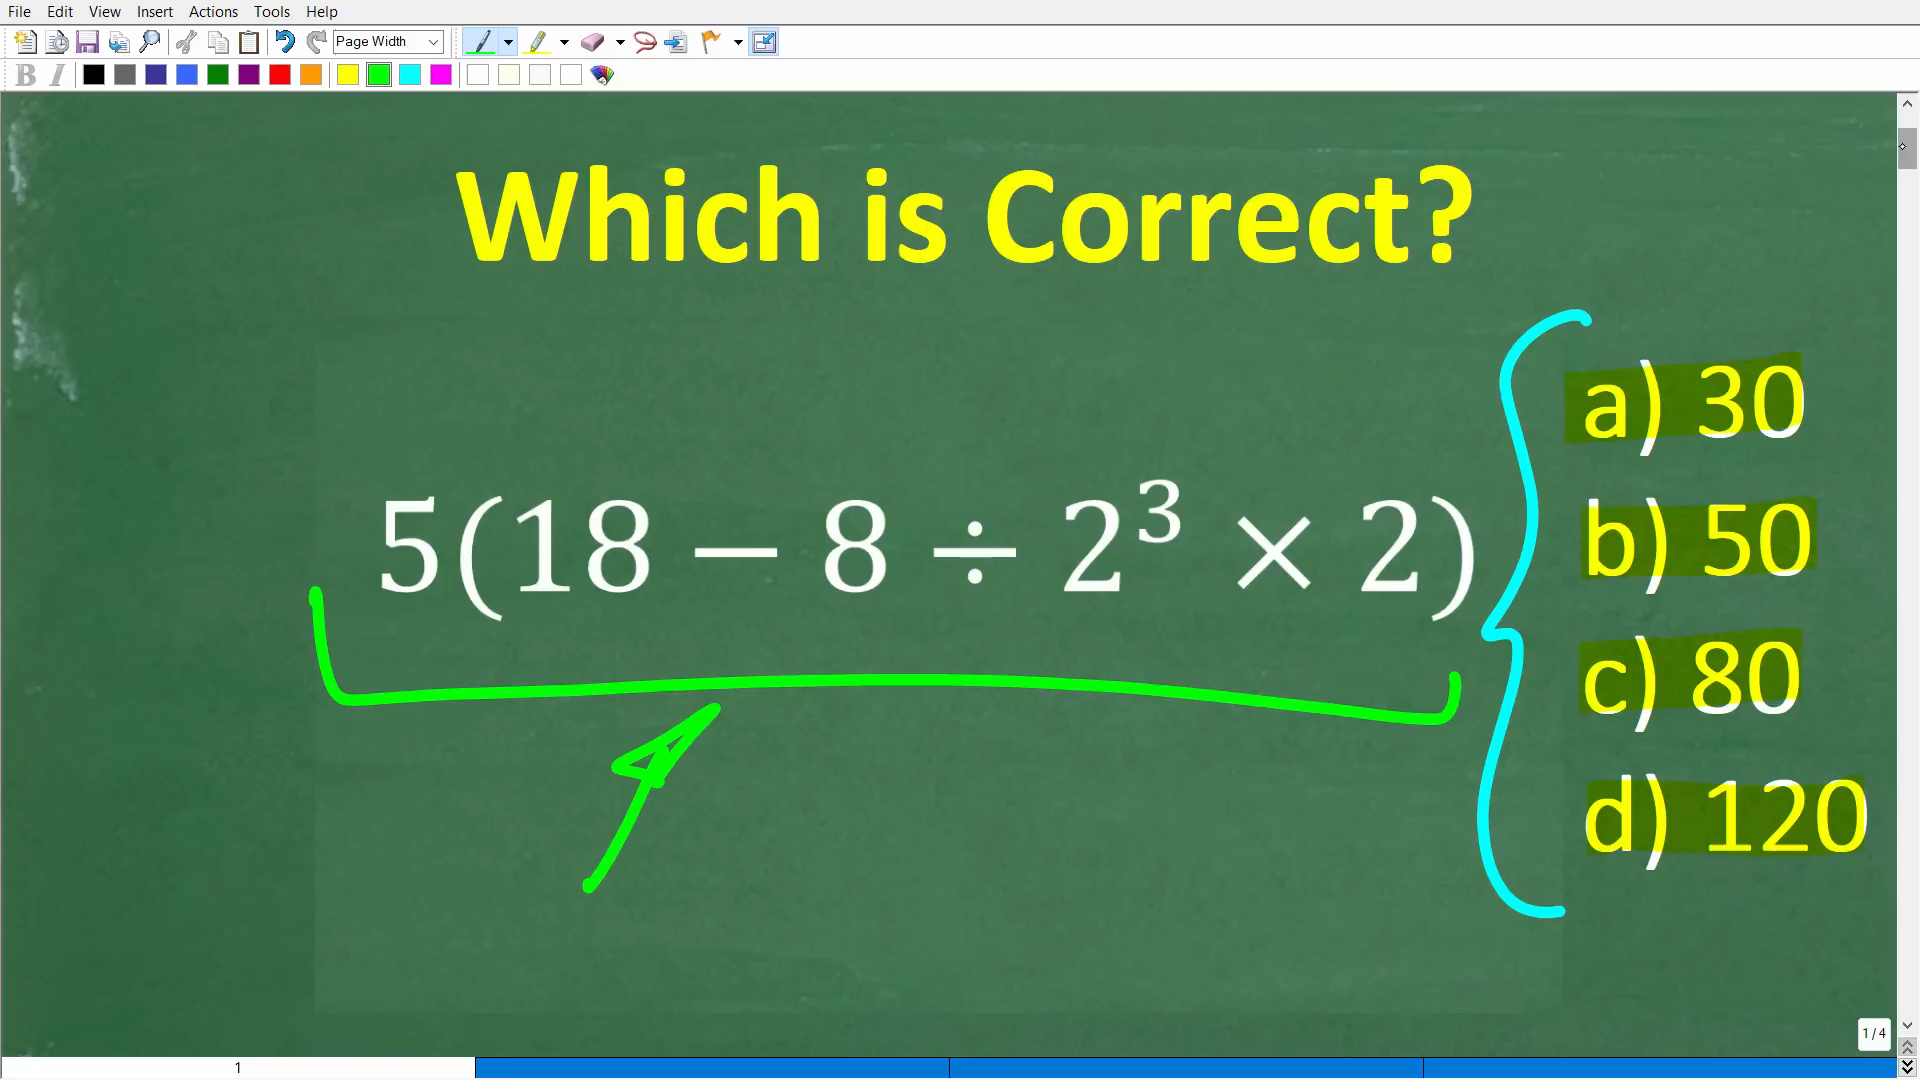 File Edit View Insert Actions Tools Help
Page Width
B I
Which is Correct?
a) 30
5(18 − 8 ÷ 2³ × 2)
b) 50
c) 80
d) 120
1 / 4
1